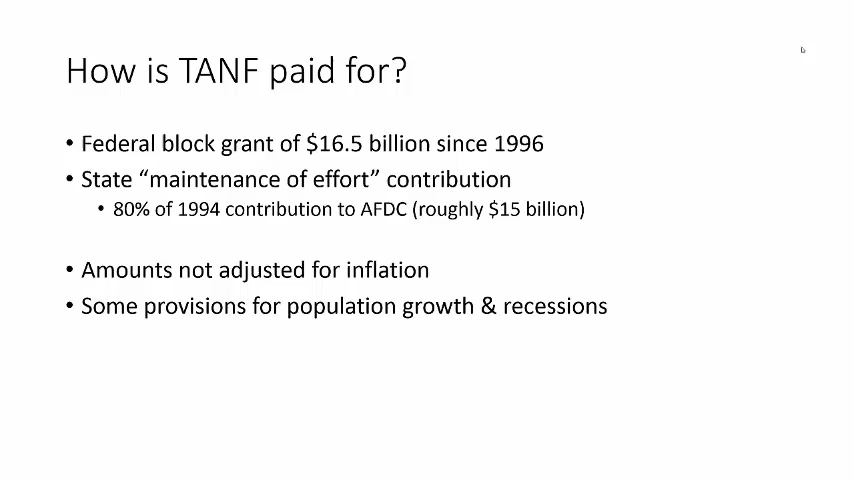 How is TANF paid for?
• Federal block grant of $16.5 billion since 1996
• State “maintenance of effort” contribution
• 80% of 1994 contribution to AFDC (roughly $15 billion)
• Amounts not adjusted for inflation
• Some provisions for population growth & recessions